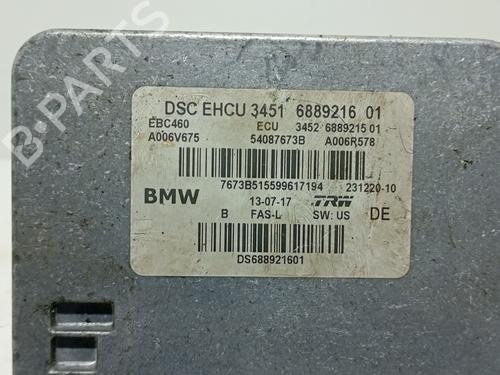 B-PARTS
DSC EHCU 3451 6889216 01
EBC460 ECU 3452 6889215 01
A006V675 54087673B A006R578
7673B515599617194 231220-10
BMW 13-07-17 TRW
B FAS-L SW: US DE
DS688921601